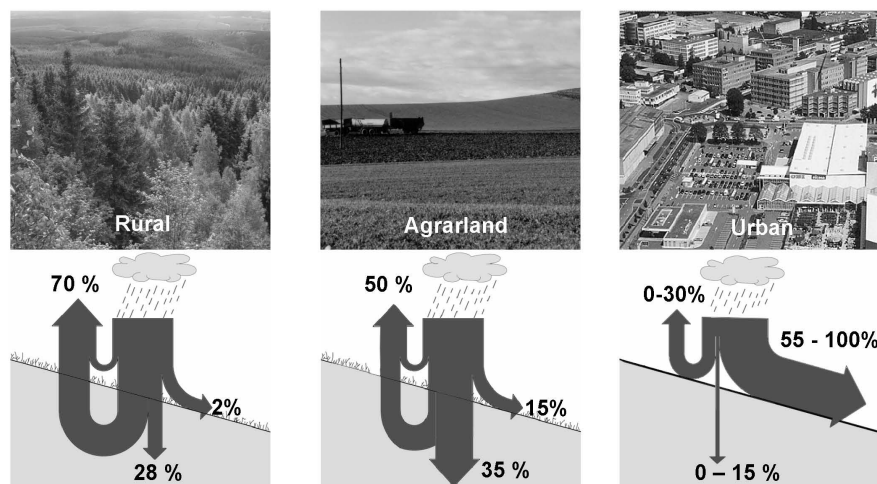 Rural
Agrarland
Urban
70 %
50 %
0-30%
55 - 100%
2%
15%
28 %
35 %
0 – 15 %